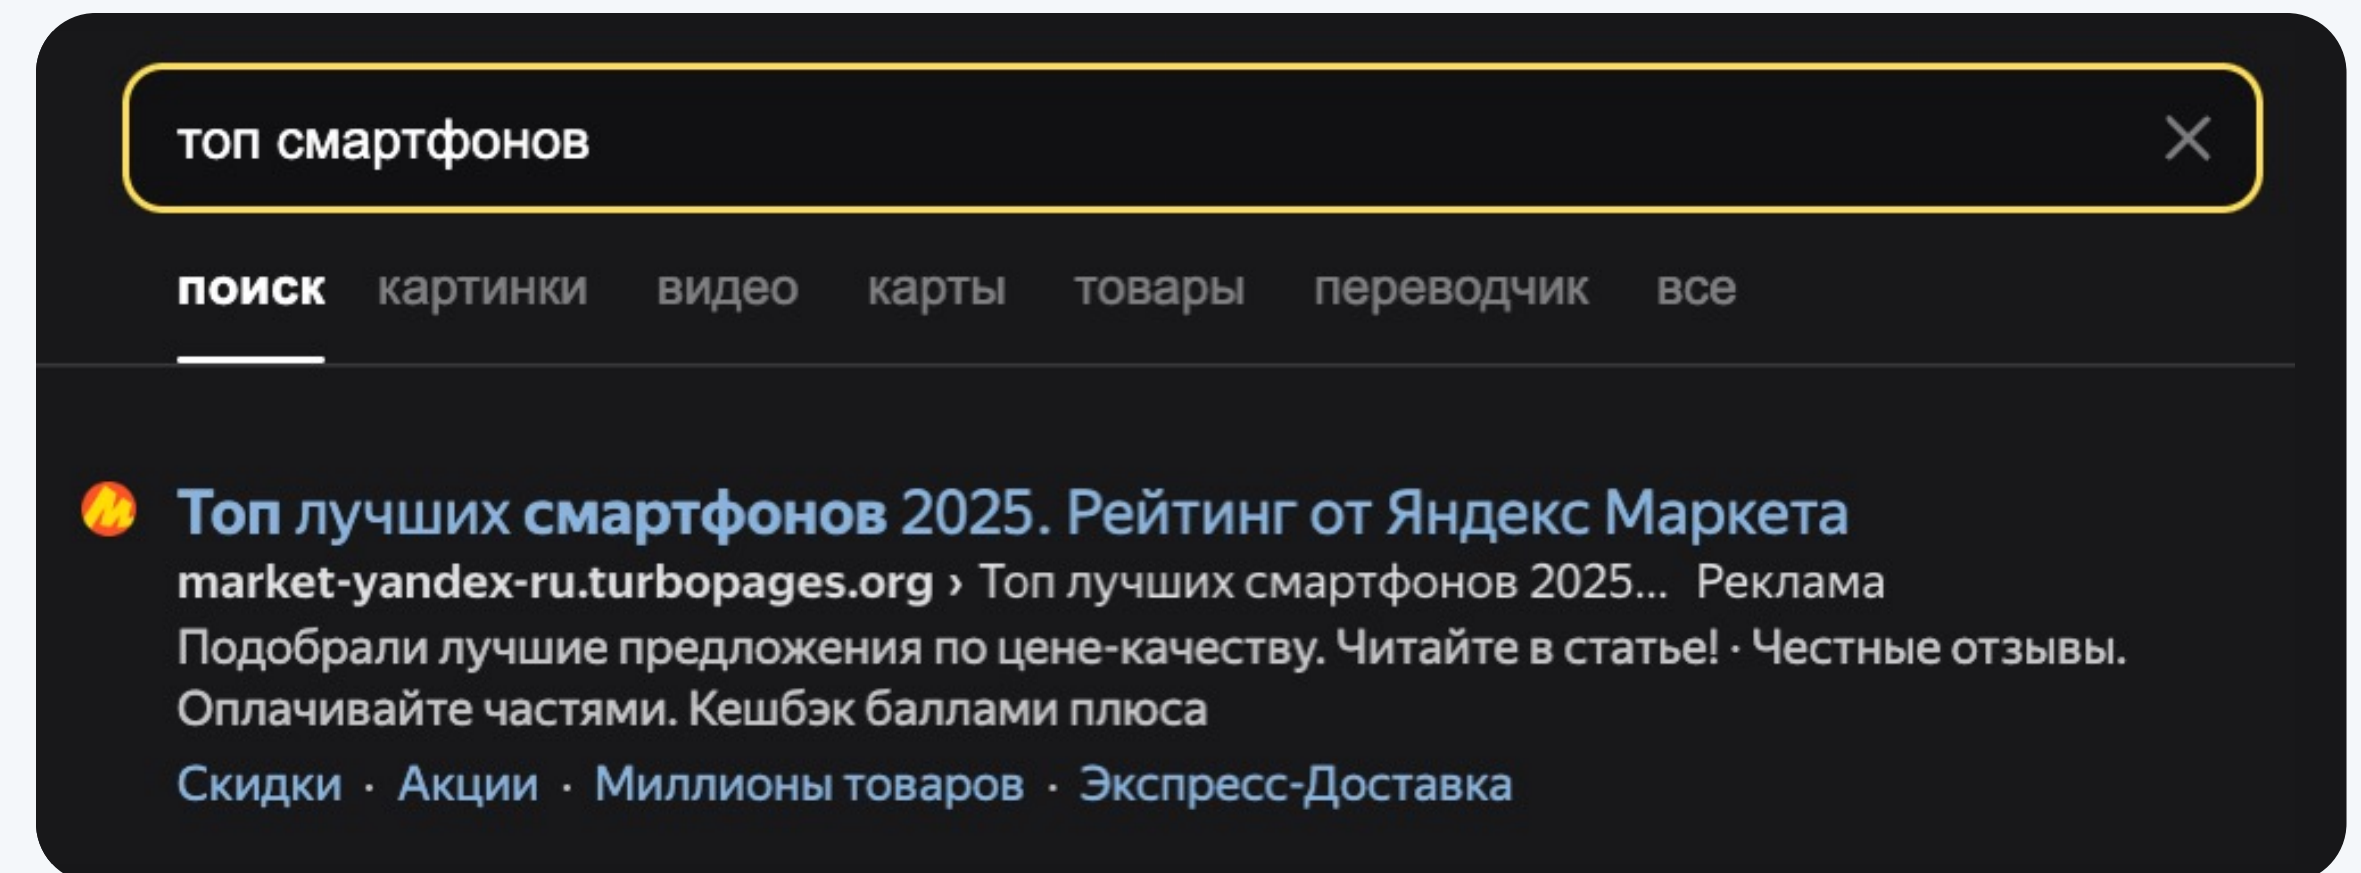 топ смартфонов
поиск картинки видео карты товары переводчик все
Топ лучших смартфонов 2025. Рейтинг от Яндекс Маркета
market-yandex-ru.turbopages.org › Топ лучших смартфонов 2025... Реклама
Подобрали лучшие предложения по цене-качеству. Читайте в статье! · Честные отзывы.
Оплачивайте частями. Кешбэк баллами плюса
Скидки · Акции · Миллионы товаров · Экспресс-Доставка